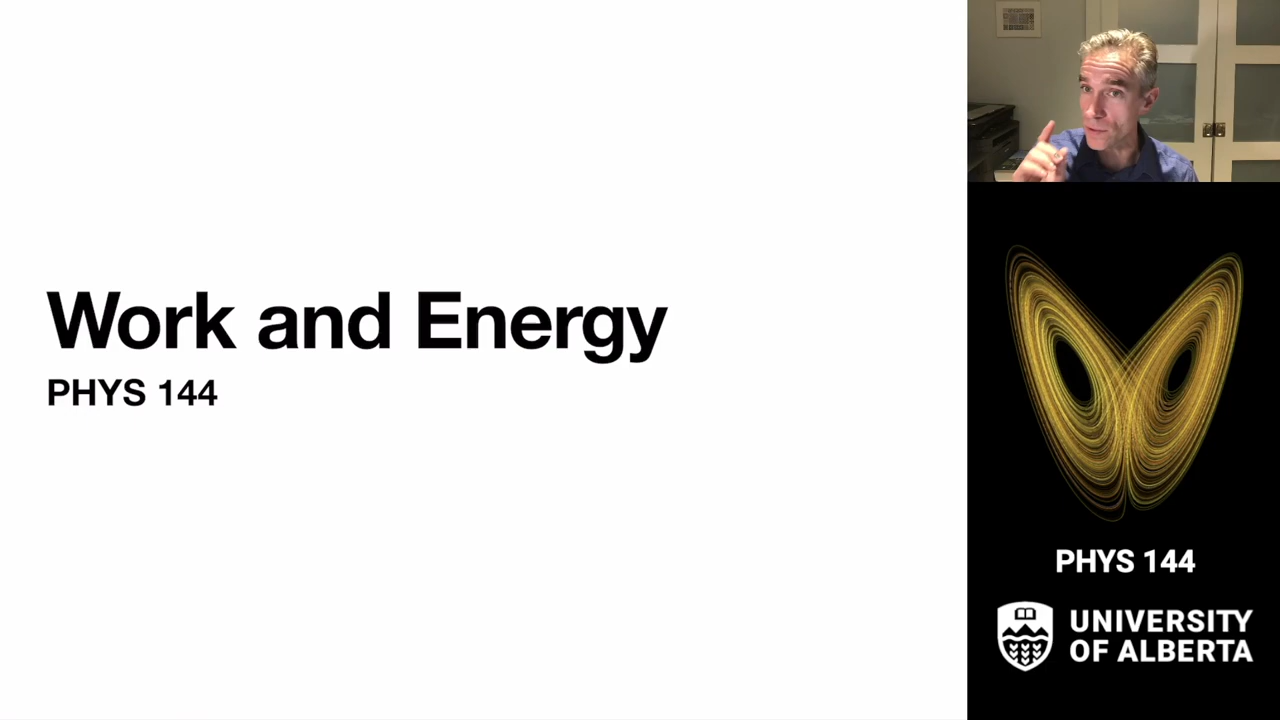 Work and Energy
PHYS 144
PHYS 144
UNIVERSITY
OF ALBERTA